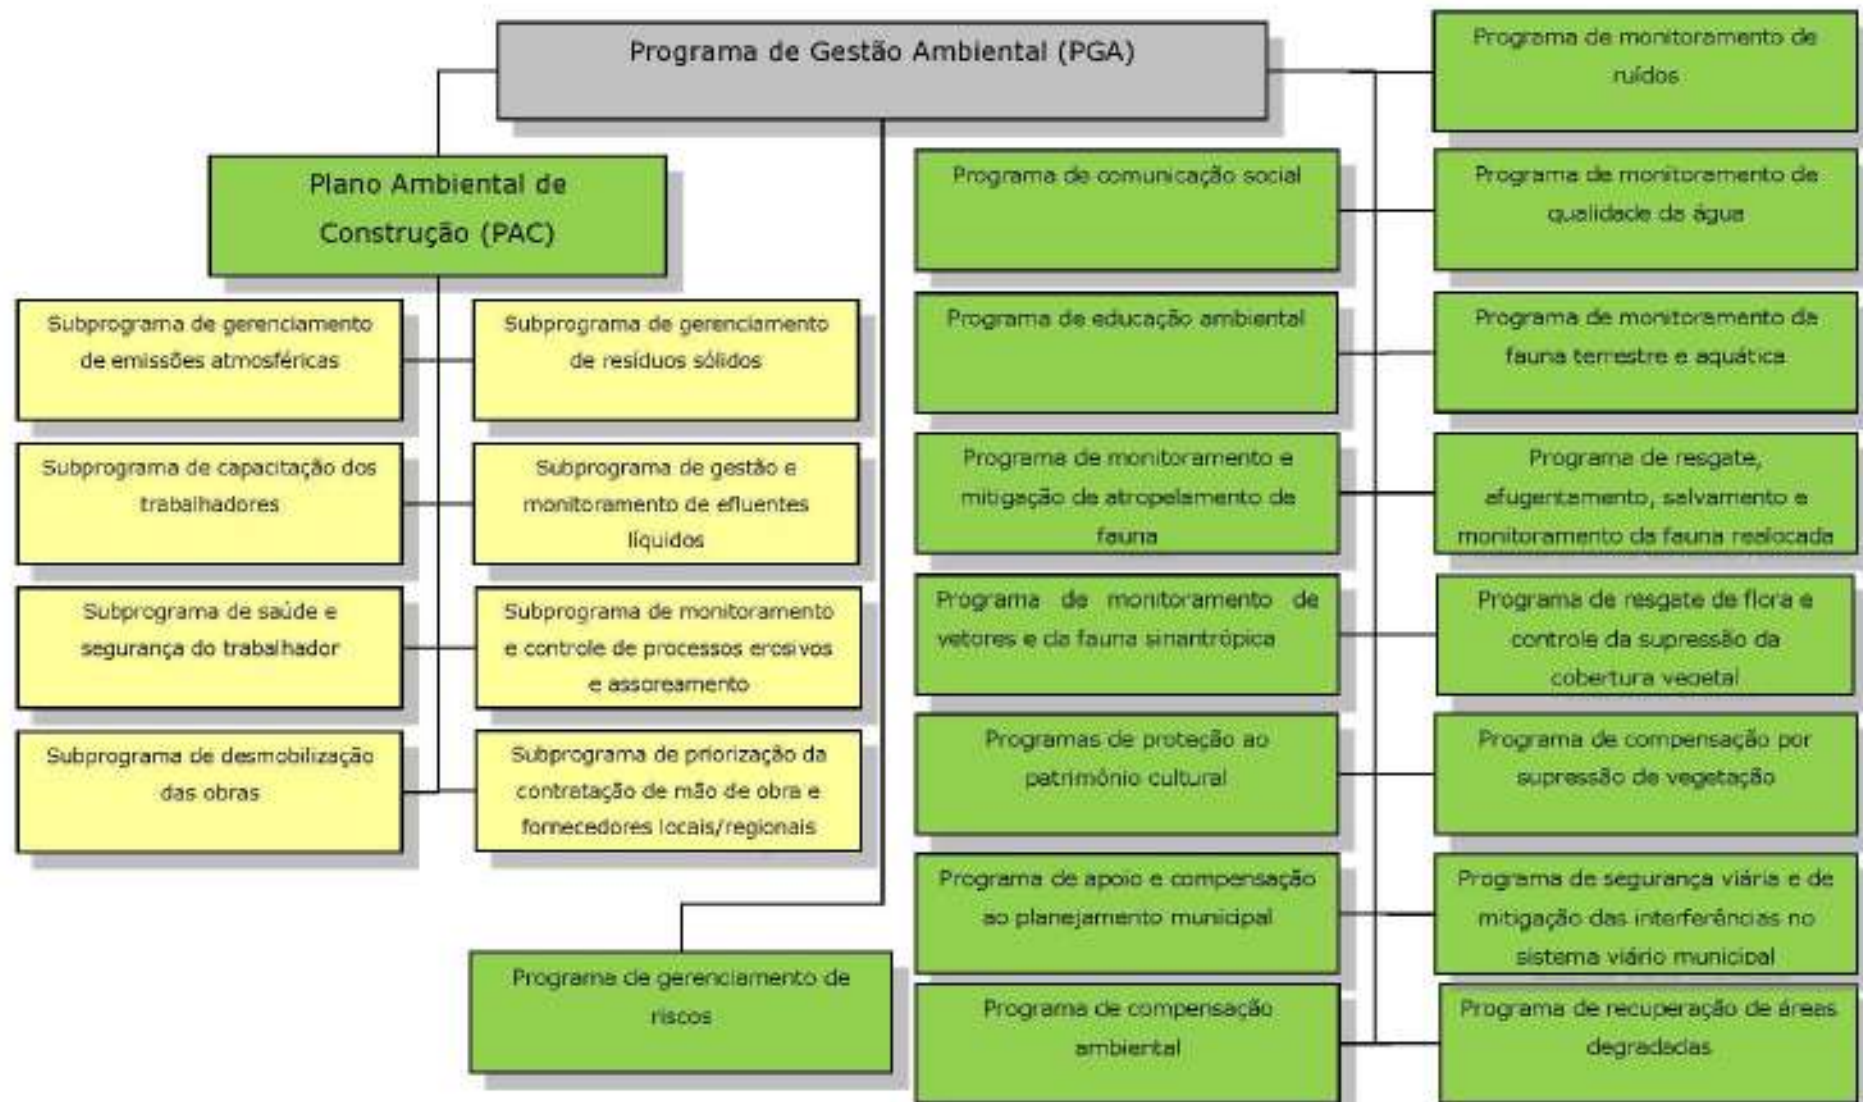 Programa de Gestão Ambiental (PGA)
Plano Ambiental de
Construção (PAC)
Subprograma de gerenciamento
de emissões atmosféricas
Subprograma de gerenciamento
de resíduos sólidos
Subprograma de capacitação dos
trabalhadores
Subprograma de gestão e
monitoramento de efluentes
líquidos
Subprograma de saúde e
segurança do trabalhador
Subprograma de monitoramento
e controle de processos erosivos
e assoreamento
Subprograma de desmobilização
das obras
Subprograma de priorização da
contratação de mão de obra e
fornecedores locais/regionais
Programa de gerenciamento de
riscos
Programa de monitoramento de
ruídos
Programa de comunicação social
Programa de monitoramento de
qualidade da água
Programa de educação ambiental
Programa de monitoramento da
fauna terrestre e aquática
Programa de monitoramento e
mitigação de atropelamento de
fauna
Programa de resgate,
afugentamento, salvamento e
monitoramento da fauna realocada
Programa de monitoramento de
vetores e da fauna sinantrópica
Programa de resgate de flora e
controle da supressão da
cobertura vegetal
Programas de proteção ao
patrimônio cultural
Programa de compensação por
supressão de vegetação
Programa de apoio e compensação
ao planejamento municipal
Programa de segurança viária e de
mitigação das interferências no
sistema viário municipal
Programa de compensação
ambiental
Programa de recuperação de áreas
degradadas